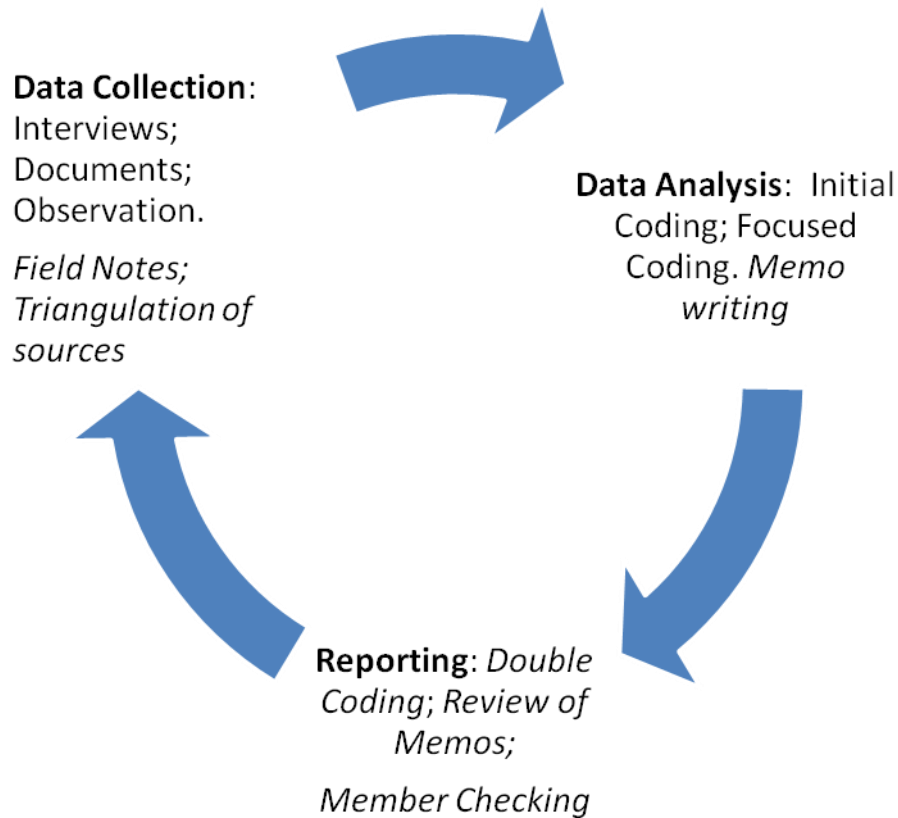 Data Collection:
Interviews;
Documents;
Observation.
Field Notes;
Triangulation of
sources
Data Analysis: Initial
Coding; Focused
Coding. Memo
writing
Reporting: Double
Coding; Review of
Memos;
Member Checking